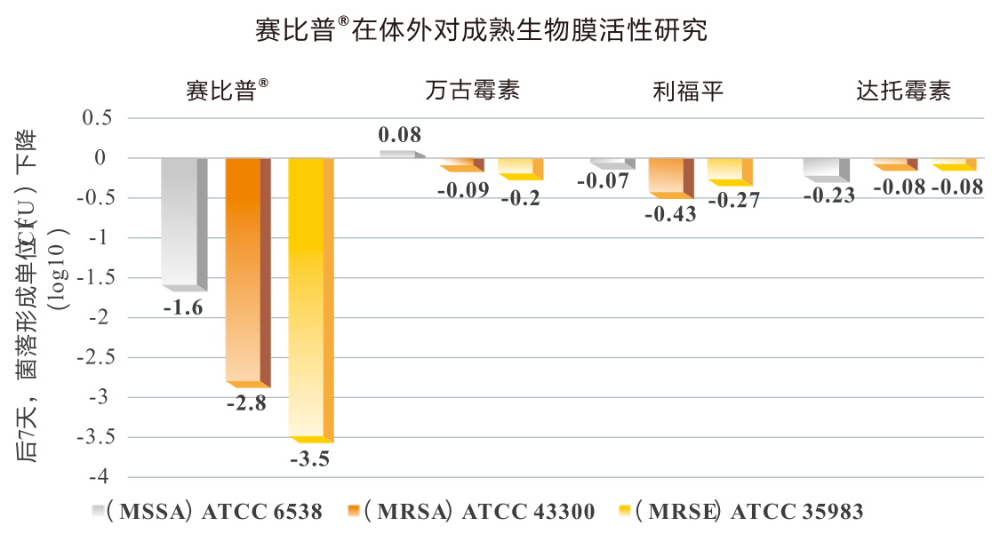 赛比普®在体外对成熟生物膜活性研究
赛比普®
万古霉素
利福平
达托霉素
后7天，菌落形成单位（CFU）下降
（log10）
0.5
0
-0.5
-1
-1.5
-2
-2.5
-3
-3.5
-4
-1.6
-2.8
-3.5
0.08
-0.09
-0.2
-0.07
-0.43
-0.27
-0.23
-0.08
-0.08
（MSSA）ATCC 6538
（MRSA）ATCC 43300
（MRSE）ATCC 35983